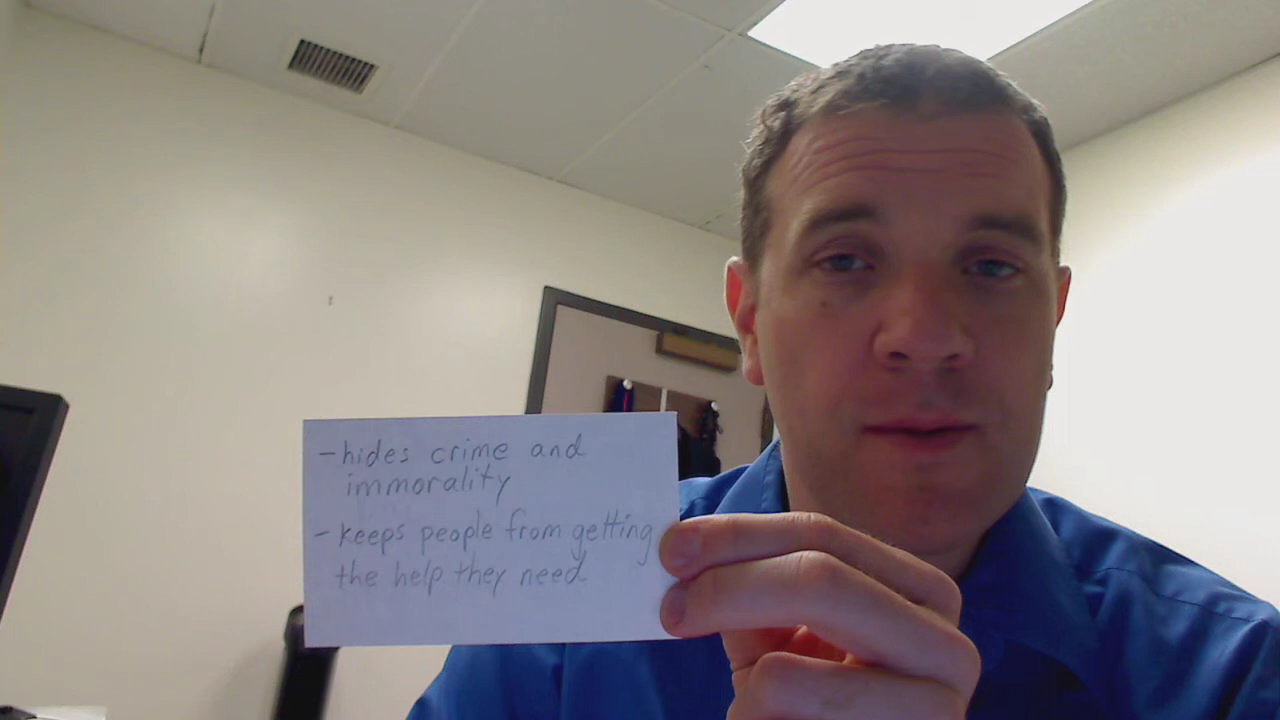 -hides crime and
immorality
-keeps people from getting
the help they need